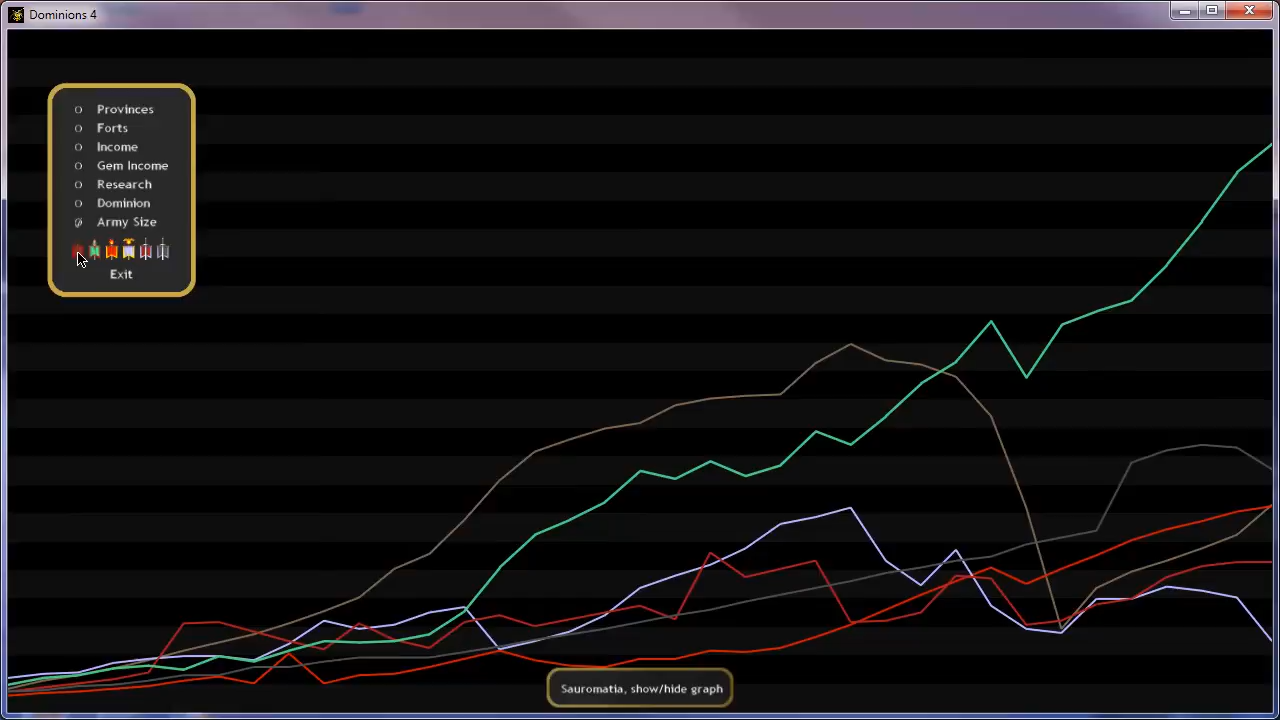 Dominions 4
Provinces
Forts
Income
Gem Income
Research
Dominion
Army Size
Exit
Sauromatia, show/hide graph